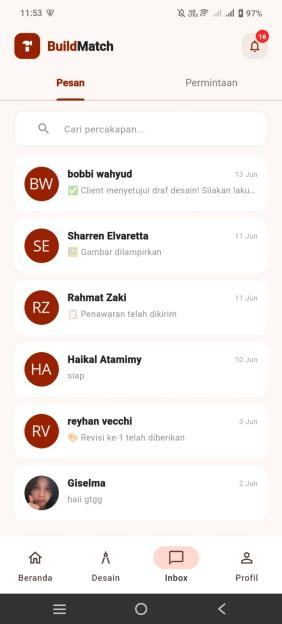 11:53
97%
BuildMatch
16
Pesan
Permintaan
Cari percakapan...
BW
bobbi wahyud
13 Jun
✅ Client menyetujui draf desain! Silakan laku...
SE
Sharren Elvaretta
11 Jun
🖼️ Gambar dilampirkan
RZ
Rahmat Zaki
11 Jun
📋 Penawaran telah dikirim
HA
Haikal Atamimy
10 Jun
siap
RV
reyhan vecchi
3 Jun
🎨 Revisi ke-1 telah diberikan
Giselma
2 Jun
haii gtgg
Beranda
Desain
Inbox
Profil